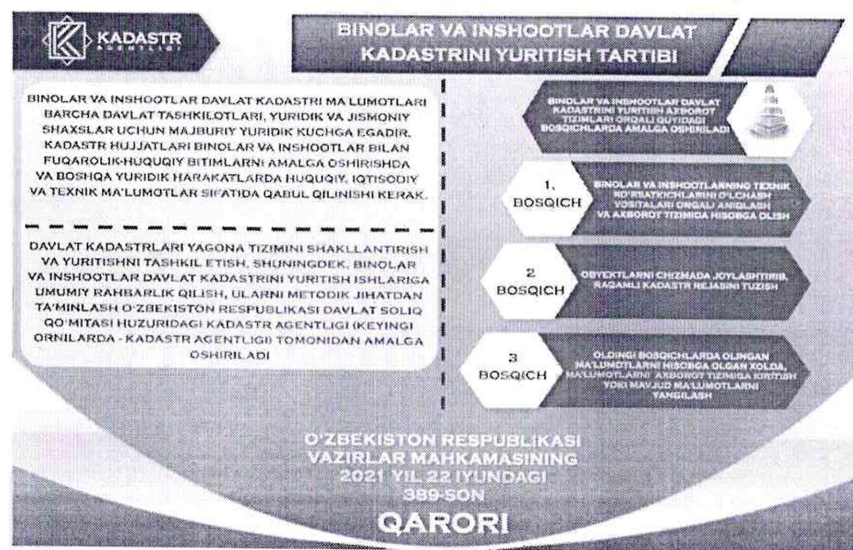 KADASTR
AGENTLIGI
BINOLAR VA INSHOOTLAR DAVLAT
KADASTRINI YURITISH TARTIBI
BINOLAR VA INSHOOTLAR DAVLAT KADASTRI MA LUMOTLARI
BARCHA DAVLAT TASHKILOTLARI, YURIDIK VA JISMONIY
SHAXSLAR UCHUN MAJBURIY YURIDIK KUCHGA EGADIR.
KADASTR HUJJATLARI BINOLAR VA INSHOOTLAR BILAN
FUQAROLIK-HUQUQIY BITIMLARNI AMALGA OSHIRISHDA
VA BOSHQA YURIDIK HARAKATLARDA HUQUQIY, IQTISODIY
VA TEXNIK MA'LUMOTLAR SIFATIDA QABUL QILINISHI KERAK.
DAVLAT KADASTRLARI YAGONA TIZIMINI SHAKLLANTIRISH
VA YURITISHNI TASHKIL ETISH, SHUNINGDEK, BINOLAR
VA INSHOOTLAR DAVLAT KADASTRINI YURITISH ISHLARIGA
UMUMIY RAHBARLIK QILISH, ULARNI METODIK JIHATDAN
TA'MINLASH O'ZBEKISTON RESPUBLIKASI DAVLAT SOLIQ
QO'MITASI HUZURIDAGI KADASTR AGENTLIGI (KEYINGI
ORNILARDA - KADASTR AGENTLIGI) TOMONIDAN AMALGA
OSHIRILADI
BINOLAR VA INSHOOTLAR DAVLAT
KADASTRINI YURITISH AXBOROT
TIZIMLARI ORQALI QUYIDAGI
BOSQICHLARDA AMALGA OSHIRILADI
1.
BOSQICH
BINOLAR VA INSHOOTLARNING TEXNIK
KO'RSATKICHLARINI O'LCHASH
VOSITALARI ORQALI ANIQLASH
VA AXBOROT TIZIMIDA HISOBGA OLISH
2
BOSQICH
OBYEKTLARNI CHIZMADA JOYLASHTIRIB,
RAQAMLI KADASTR REJASINI TUZISH
3
BOSQICH
OLDINGI BOSQICHLARDA OLINGAN
MA'LUMOTLARNI HISOBGA OLGAN XOLDA,
MA'LUMOTLARNI AXBOROT TIZIMIGA KIRITISH
YOKI MAVJUD MA'LUMOTLARNI
YANGILASH
O'ZBEKISTON RESPUBLIKASI
VAZIRLAR MAHKAMASINING
2021 YIL 22 IYUNDAGI
389-SON
QARORI